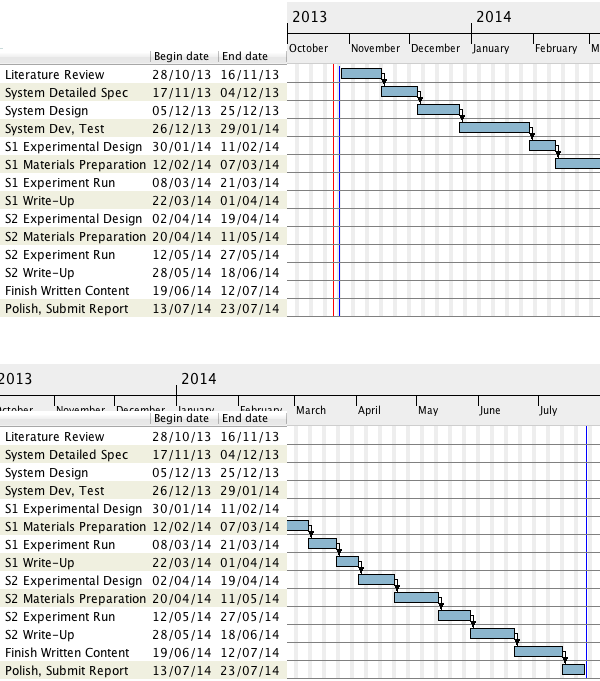 2013 2014
October November December January February M
Begin date End date
Literature Review 28/10/13 16/11/13
System Detailed Spec 17/11/13 04/12/13
System Design 05/12/13 25/12/13
System Dev, Test 26/12/13 29/01/14
S1 Experimental Design 30/01/14 11/02/14
S1 Materials Preparation 12/02/14 07/03/14
S1 Experiment Run 08/03/14 21/03/14
S1 Write-Up 22/03/14 01/04/14
S2 Experimental Design 02/04/14 19/04/14
S2 Materials Preparation 20/04/14 11/05/14
S2 Experiment Run 12/05/14 27/05/14
S2 Write-Up 28/05/14 18/06/14
Finish Written Content 19/06/14 12/07/14
Polish, Submit Report 13/07/14 23/07/14
2013 2014
October November December January February March April May June July
Begin date End date
Literature Review 28/10/13 16/11/13
System Detailed Spec 17/11/13 04/12/13
System Design 05/12/13 25/12/13
System Dev, Test 26/12/13 29/01/14
S1 Experimental Design 30/01/14 11/02/14
S1 Materials Preparation 12/02/14 07/03/14
S1 Experiment Run 08/03/14 21/03/14
S1 Write-Up 22/03/14 01/04/14
S2 Experimental Design 02/04/14 19/04/14
S2 Materials Preparation 20/04/14 11/05/14
S2 Experiment Run 12/05/14 27/05/14
S2 Write-Up 28/05/14 18/06/14
Finish Written Content 19/06/14 12/07/14
Polish, Submit Report 13/07/14 23/07/14